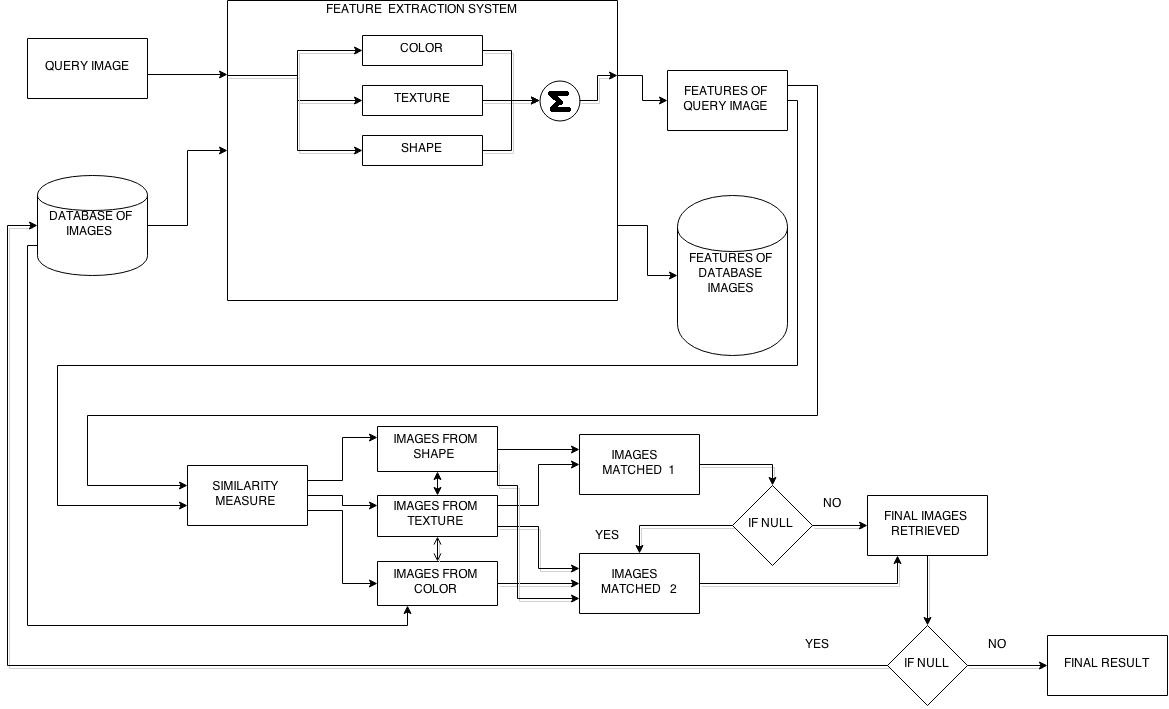 FEATURE EXTRACTION SYSTEM
QUERY IMAGE
COLOR
TEXTURE
SHAPE
Σ
FEATURES OF
QUERY IMAGE
DATABASE OF
IMAGES
FEATURES OF
DATABASE
IMAGES
SIMILARITY
MEASURE
IMAGES FROM
SHAPE
IMAGES FROM
TEXTURE
IMAGES FROM
COLOR
IMAGES
MATCHED 1
IMAGES
MATCHED 2
IF NULL
YES
NO
FINAL IMAGES
RETRIEVED
IF NULL
YES
NO
FINAL RESULT